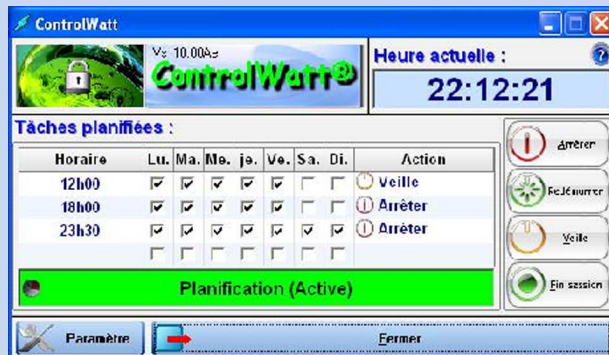 ControlWatt
Ve 10.00
ControlWatt®
Heure actuelle :
22:12:21
Tâches planifiées :
Horaire Lu. Ma. Me. je. Ve. Sa. Di. Action
12h00 Veille
18h00 Arrêter
23h30 Arrêter
Planification (Active)
Arrêter
Redémarrer
Veille
Fin session
Paramètre
Fermer